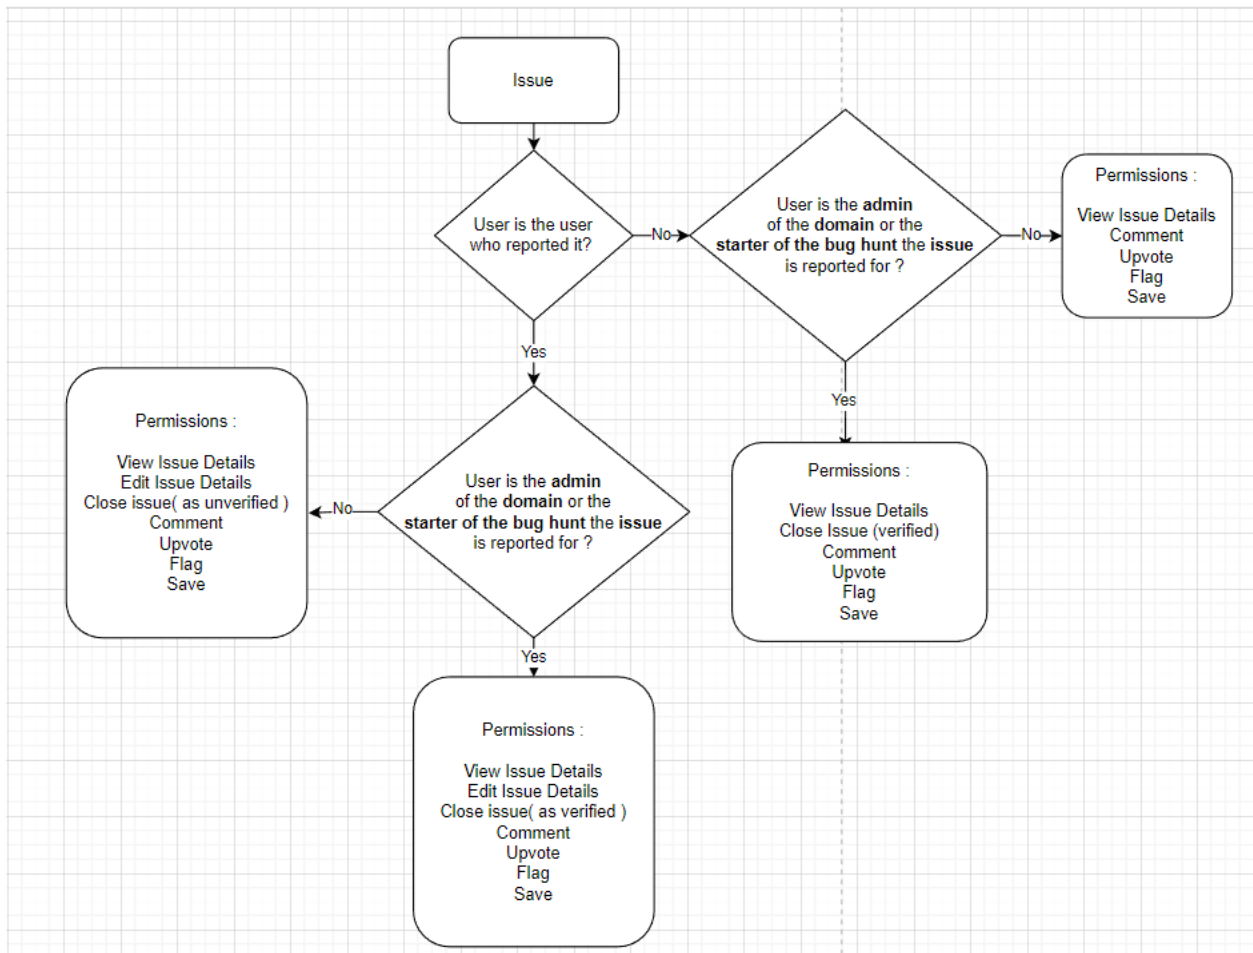 Issue
User is the user
who reported it?
No
User is the admin
of the domain or the
starter of the bug hunt the issue
is reported for ?
No
Permissions :
View Issue Details
Comment
Upvote
Flag
Save
Yes
Yes
Permissions :
View Issue Details
Edit Issue Details
Close issue( as unverified )
Comment
Upvote
Flag
Save
No
User is the admin
of the domain or the
starter of the bug hunt the issue
is reported for ?
Permissions :
View Issue Details
Close Issue (verified)
Comment
Upvote
Flag
Save
Yes
Permissions :
View Issue Details
Edit Issue Details
Close issue( as verified )
Comment
Upvote
Flag
Save